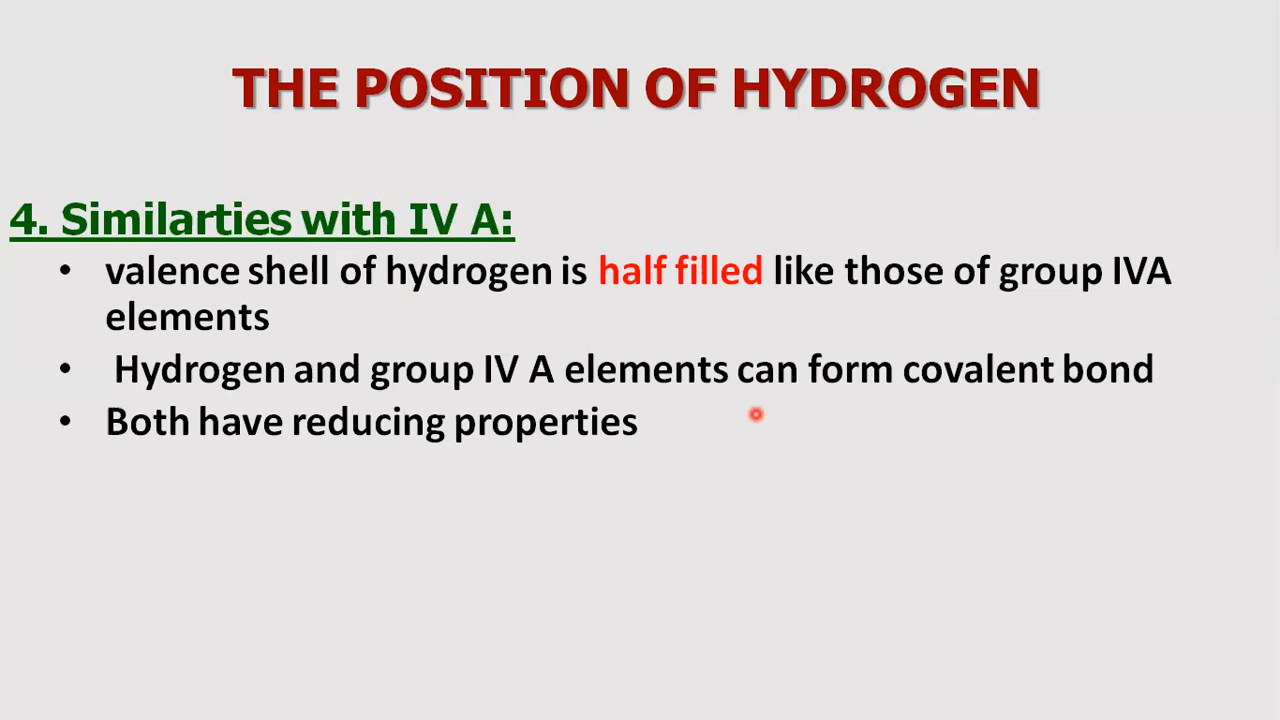 THE POSITION OF HYDROGEN
4. Similarties with IV A:
• valence shell of hydrogen is half filled like those of group IVA
elements
• Hydrogen and group IV A elements can form covalent bond
• Both have reducing properties